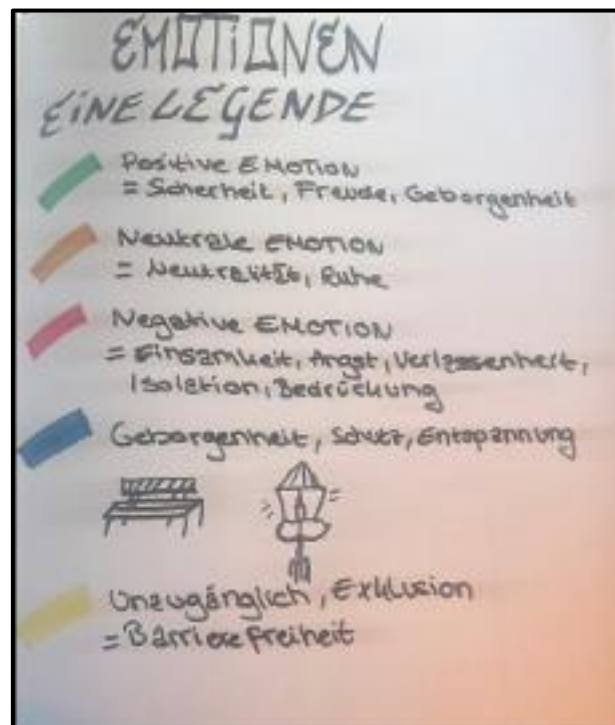 EMOTIONEN
EINE LEGENDE
Positive EMOTION
= Sicherheit, Freude, Geborgenheit
Neutrale EMOTION
= Neutralität, Ruhe
Negative EMOTION
= Einsamkeit, Angst, Verlassenheit,
Isolation, Bedrückung
Geborgenheit, Schutz, Entspannung
Unzugänglich, Exklusion
= Barrierefreiheit